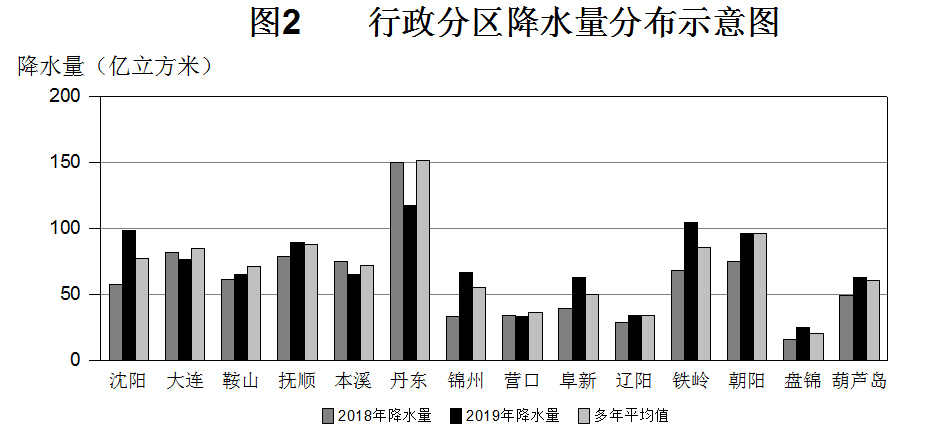 图2 行政分区降水量分布示意图
降水量（亿立方米）
200
150
100
50
0
沈阳 大连 鞍山 抚顺 本溪 丹东 锦州 营口 阜新 辽阳 铁岭 朝阳 盘锦 葫芦岛
2018年降水量 2019年降水量 多年平均值